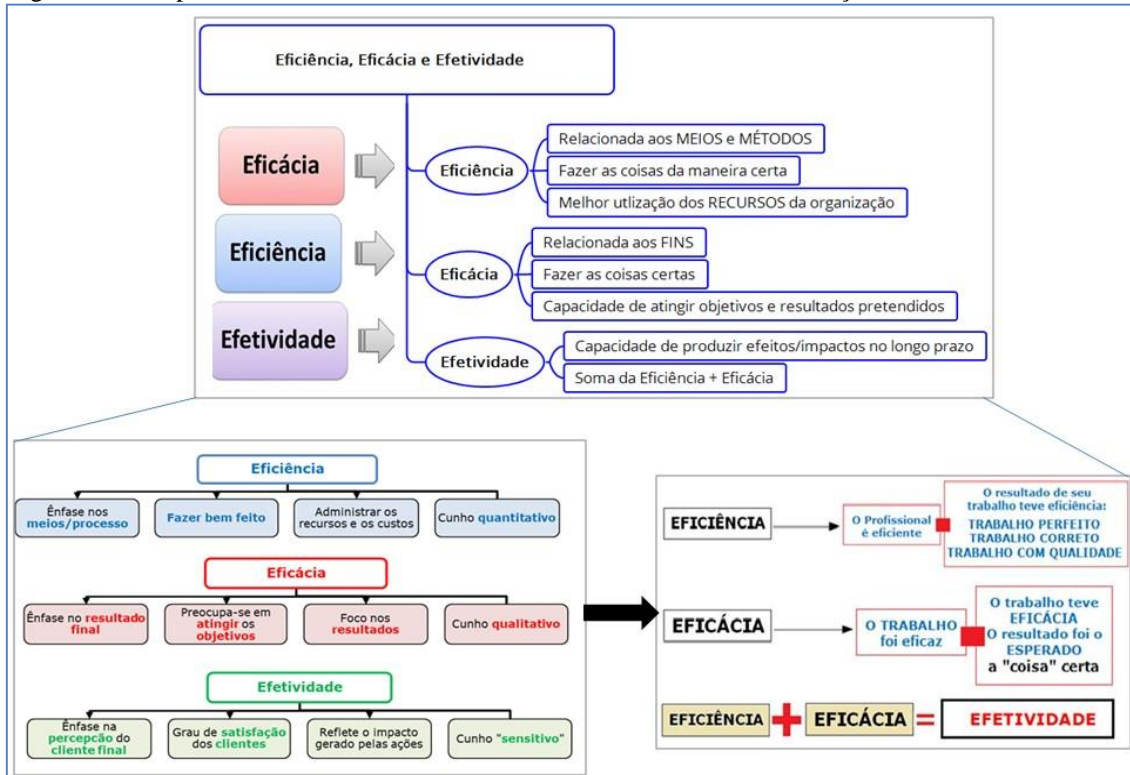 Eficiência, Eficácia e Efetividade
Eficácia
Eficiência
Efetividade
Eficiência
Relacionada aos MEIOS e MÉTODOS
Fazer as coisas da maneira certa
Melhor utlização dos RECURSOS da organização
Eficácia
Relacionada aos FINS
Fazer as coisas certas
Capacidade de atingir objetivos e resultados pretendidos
Efetividade
Capacidade de produzir efeitos/impactos no longo prazo
Soma da Eficiência + Eficácia
Eficiência
Ênfase nos
meios/processo
Fazer bem feito
Administrar os
recursos e os custos
Cunho quantitativo
Eficácia
Ênfase no resultado
final
Preocupa-se em
atingir os
objetivos
Foco nos
resultados
Cunho qualitativo
Efetividade
Ênfase na
percepção do
cliente final
Grau de satisfação
dos clientes
Reflete o impacto
gerado pelas ações
Cunho "sensitivo"
EFICIÊNCIA
O Profissional
é eficiente
O resultado de seu
trabalho teve eficiência:
TRABALHO PERFEITO
TRABALHO CORRETO
TRABALHO COM QUALIDADE
EFICÁCIA
O TRABALHO
foi eficaz
O trabalho teve
EFICÁCIA
O resultado foi o
ESPERADO
a "coisa" certa
EFICIÊNCIA + EFICÁCIA = EFETIVIDADE